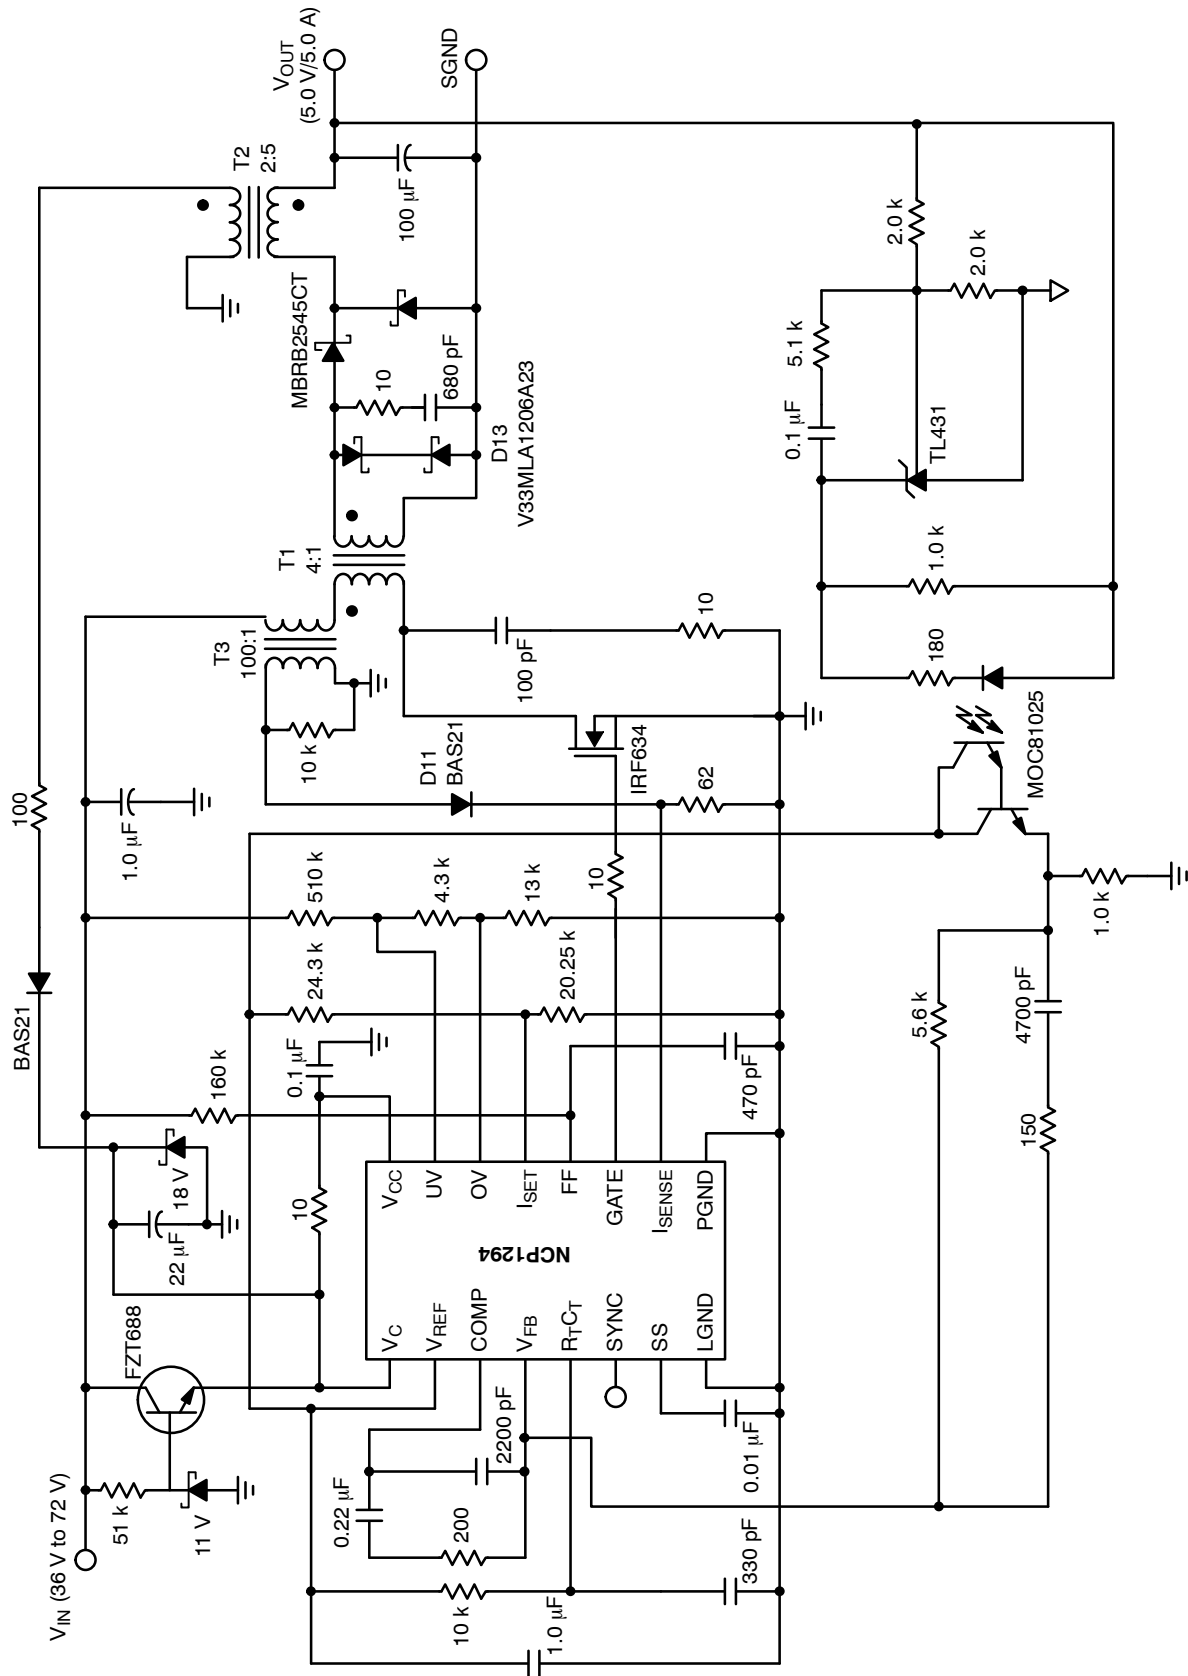 V_IN (36 V to 72 V)
51 k
11 V
FZT688
22 μF
18 V
BAS21
100
160 k
10
0.1 μF
24.3 k
510 k
4.3 k
13 k
20.25 k
1.0 μF
T3
100:1
10 k
D11
BAS21
T1
4:1
T2
2:5
V_OUT
(5.0 V/5.0 A)
SGND
MBRB2545CT
10
680 pF
100 μF
D13
V33MLA1206A23
100 pF
10
IRF634
62
10
470 pF
NCP1294
V_C
V_REF
COMP
V_FB
R_TC_T
SYNC
SS
LGND
V_CC
UV
OV
I_SET
FF
GATE
I_SENSE
PGND
0.22 μF
2200 pF
200
10 k
1.0 μF
330 pF
0.01 μF
5.6 k
4700 pF
150
1.0 k
MOC81025
180
1.0 k
TL431
0.1 μF
5.1 k
2.0 k
2.0 k